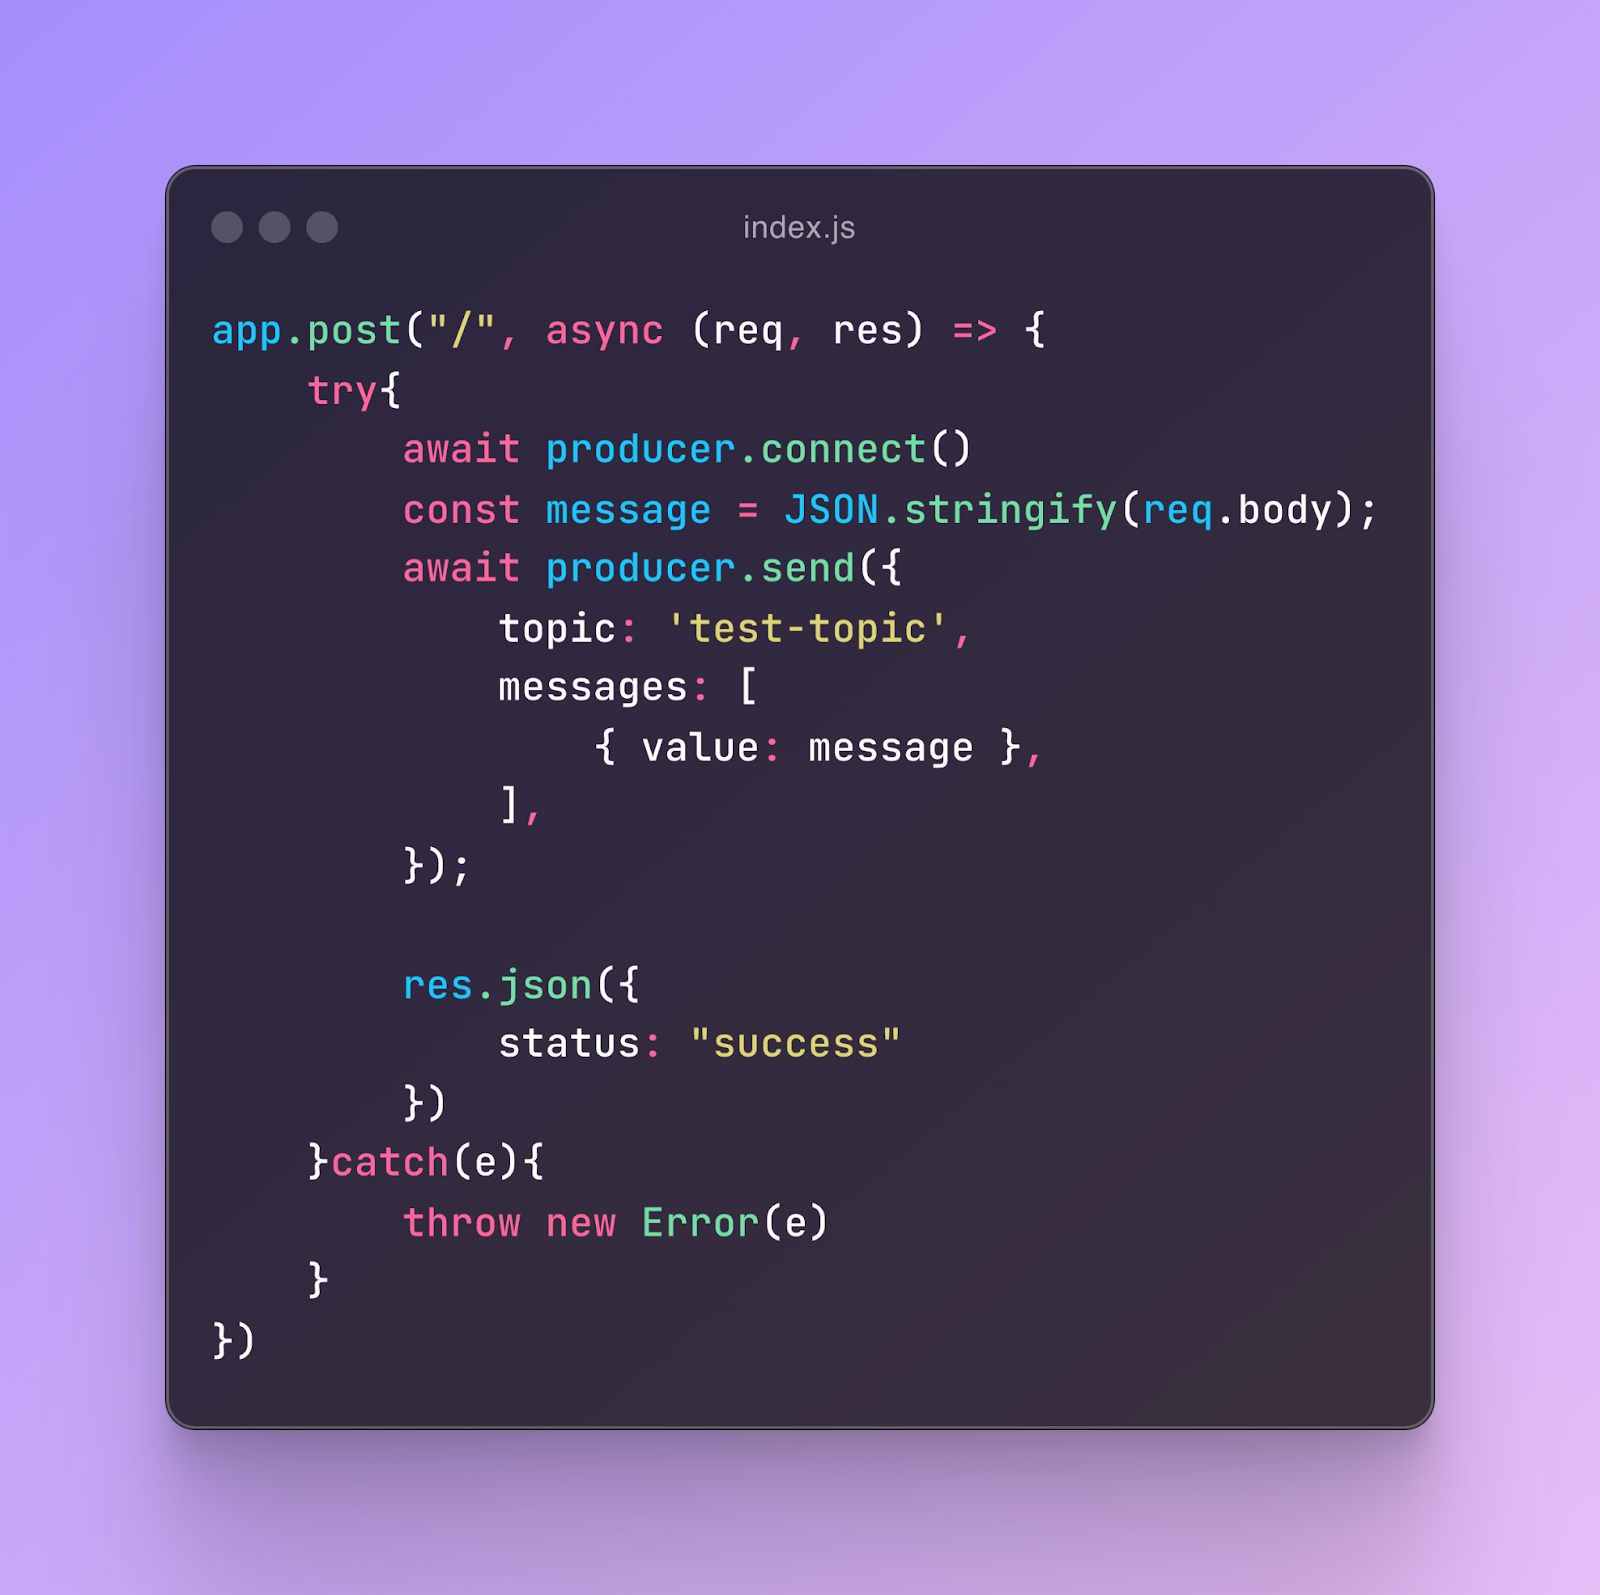 index.js
app.post("/", async (req, res) => {
    try{
        await producer.connect()
        const message = JSON.stringify(req.body);
        await producer.send({
            topic: 'test-topic',
            messages: [
                { value: message },
            ],
        });

        res.json({
            status: "success"
        })
    }catch(e){
        throw new Error(e)
    }
})